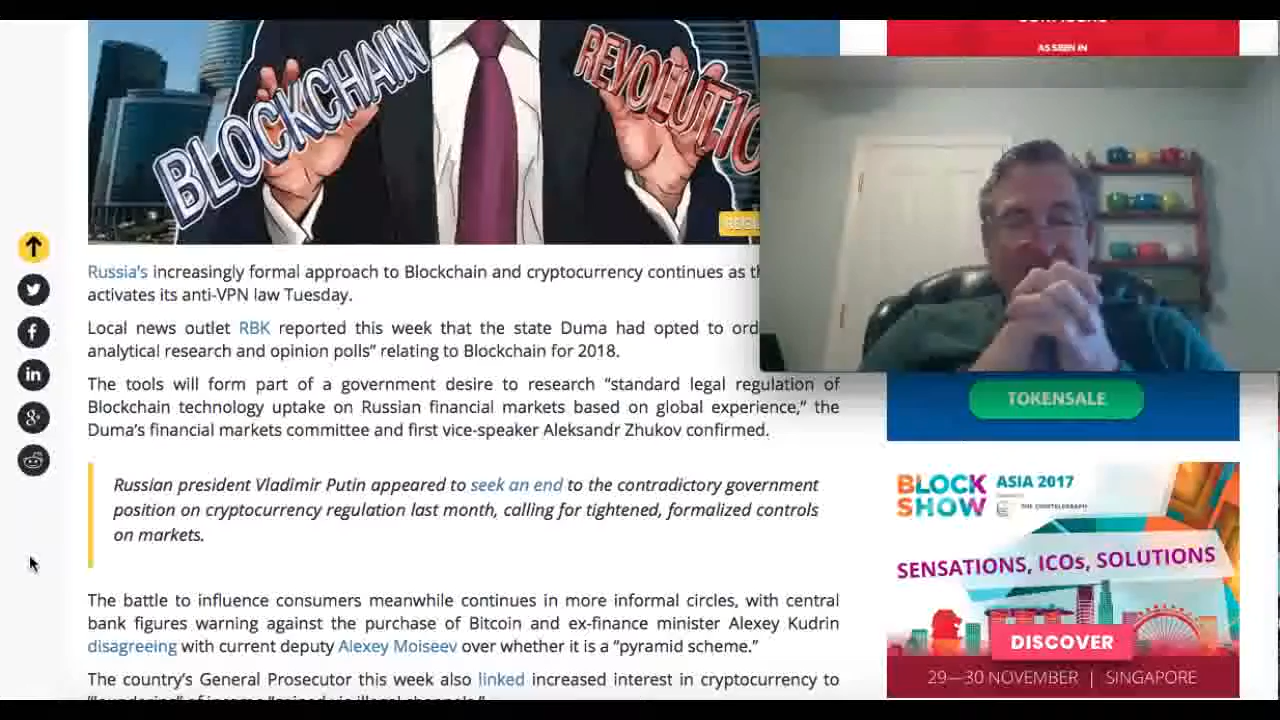 BLOCKCHAIN
REVOLUTIO
AS SEEN IN
Russia's increasingly formal approach to Blockchain and cryptocurrency continues as
activates its anti-VPN law Tuesday.
Local news outlet RBK reported this week that the state Duma had opted to
analytical research and opinion polls” relating to Blockchain for 2018.
The tools will form part of a government desire to research “standard legal regulation of
Blockchain technology uptake on Russian financial markets based on global experience,” the
Duma’s financial markets committee and first vice-speaker Aleksandr Zhukov confirmed.
Russian president Vladimir Putin appeared to seek an end to the contradictory government
position on cryptocurrency regulation last month, calling for tightened, formalized controls
on markets.
The battle to influence consumers meanwhile continues in more informal circles, with central
bank figures warning against the purchase of Bitcoin and ex-finance minister Alexey Kudrin
disagreeing with current deputy Alexey Moiseev over whether it is a “pyramid scheme.”
The country’s General Prosecutor this week also linked increased interest in cryptocurrency to
in
g+
TOKENSALE
BLOCK
SHOW
ASIA 2017
THE COINTELEGRAPH
SENSATIONS, ICOs, SOLUTIONS
DISCOVER
29—30 NOVEMBER | SINGAPORE